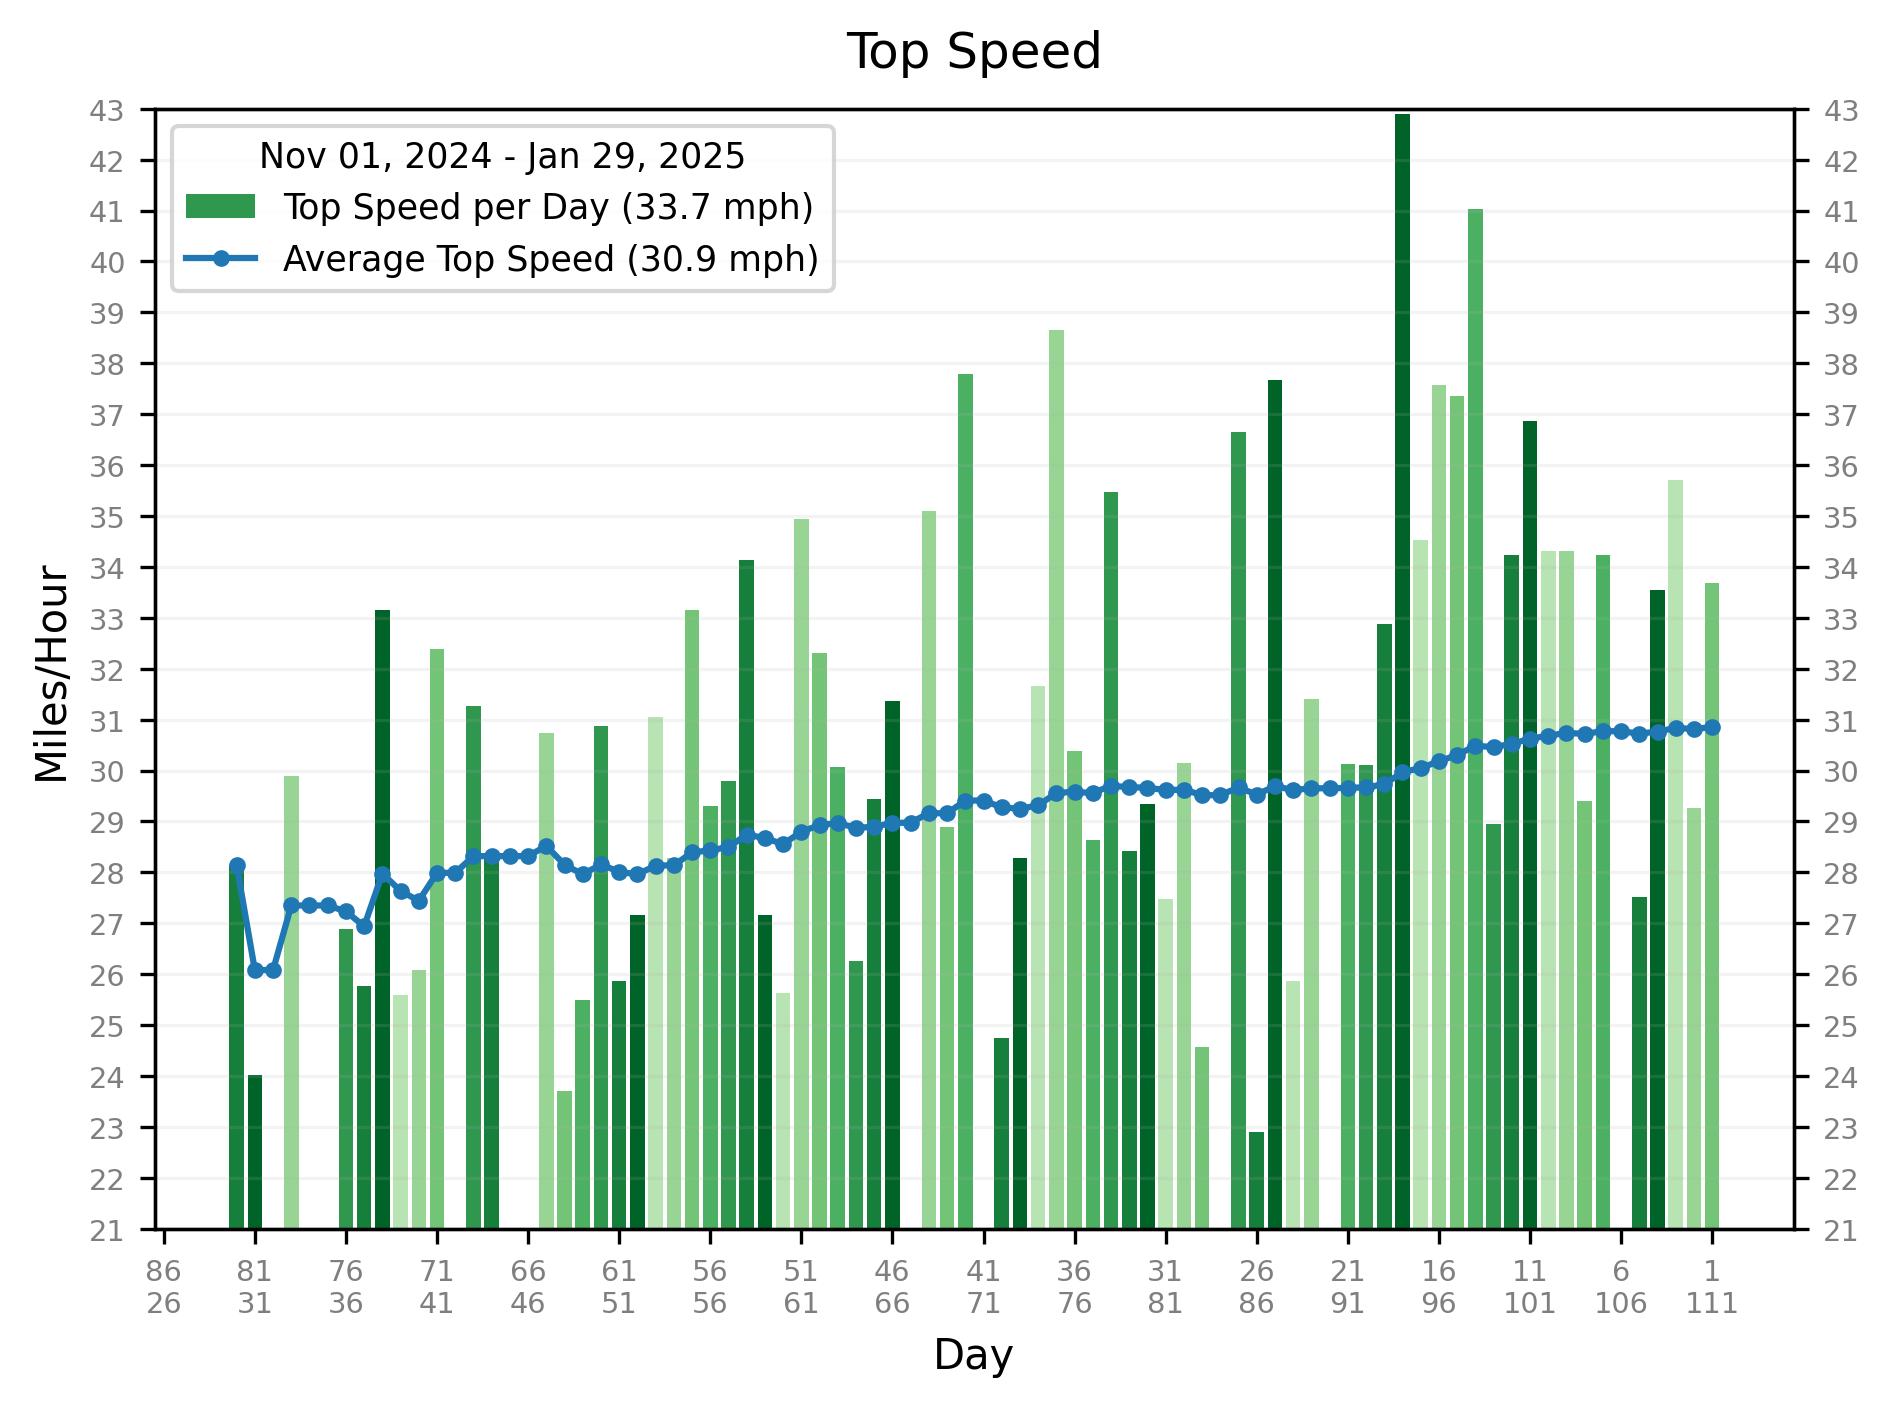 Top Speed
Nov 01, 2024 - Jan 29, 2025
Top Speed per Day (33.7 mph)
Average Top Speed (30.9 mph)
43 43
42 42
41 41
40 40
39 39
38 38
37 37
36 36
35 35
34 34
33 33
32 32
31 31
30 30
29 29
28 28
27 27
26 26
25 25
24 24
23 23
22 22
21 21
Miles/Hour
86 81 76 71 66 61 56 51 46 41 36 31 26 21 16 11 6 1
26 31 36 41 46 51 56 61 66 71 76 81 86 91 96 101 106 111
Day